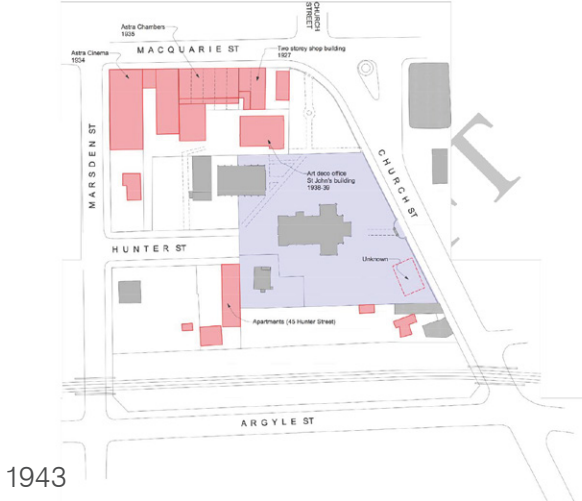 CHURCH
STREET
Astra Chambers
1935
MACQUARIE ST
Astra Cinema
1934
Two storey shop building
1927
MARSDEN ST
CHURCH ST
Art deco office
St John's building
1938-39
HUNTER ST
Unknown
Apartments (45 Hunter Street)
ARGYLE ST
1943